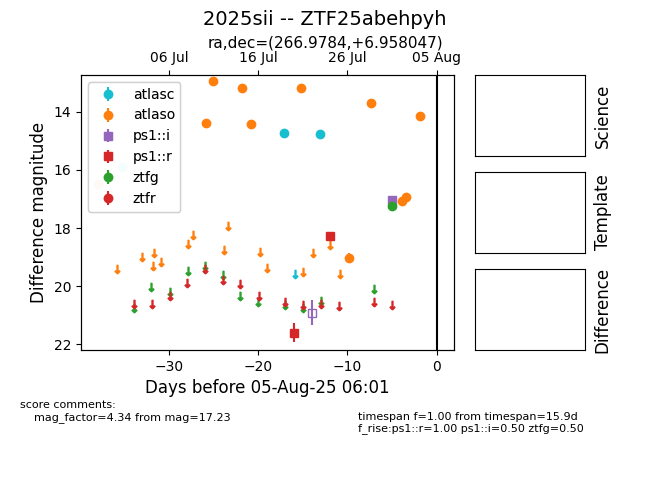 2025sii -- ZTF25abehpyh
ra,dec=(266.9784,+6.958047)
06 Jul
16 Jul
26 Jul
05 Aug
atlasc
atlaso
ps1::i
ps1::r
ztfg
ztfr
14
16
18
20
22
Difference magnitude
−30
−20
−10
0
Days before 05-Aug-25 06:01
Science
Template
Difference
score comments:
mag_factor=4.34 from mag=17.23
timespan f=1.00 from timespan=15.9d
f_rise:ps1::r=1.00 ps1::i=0.50 ztfg=0.50